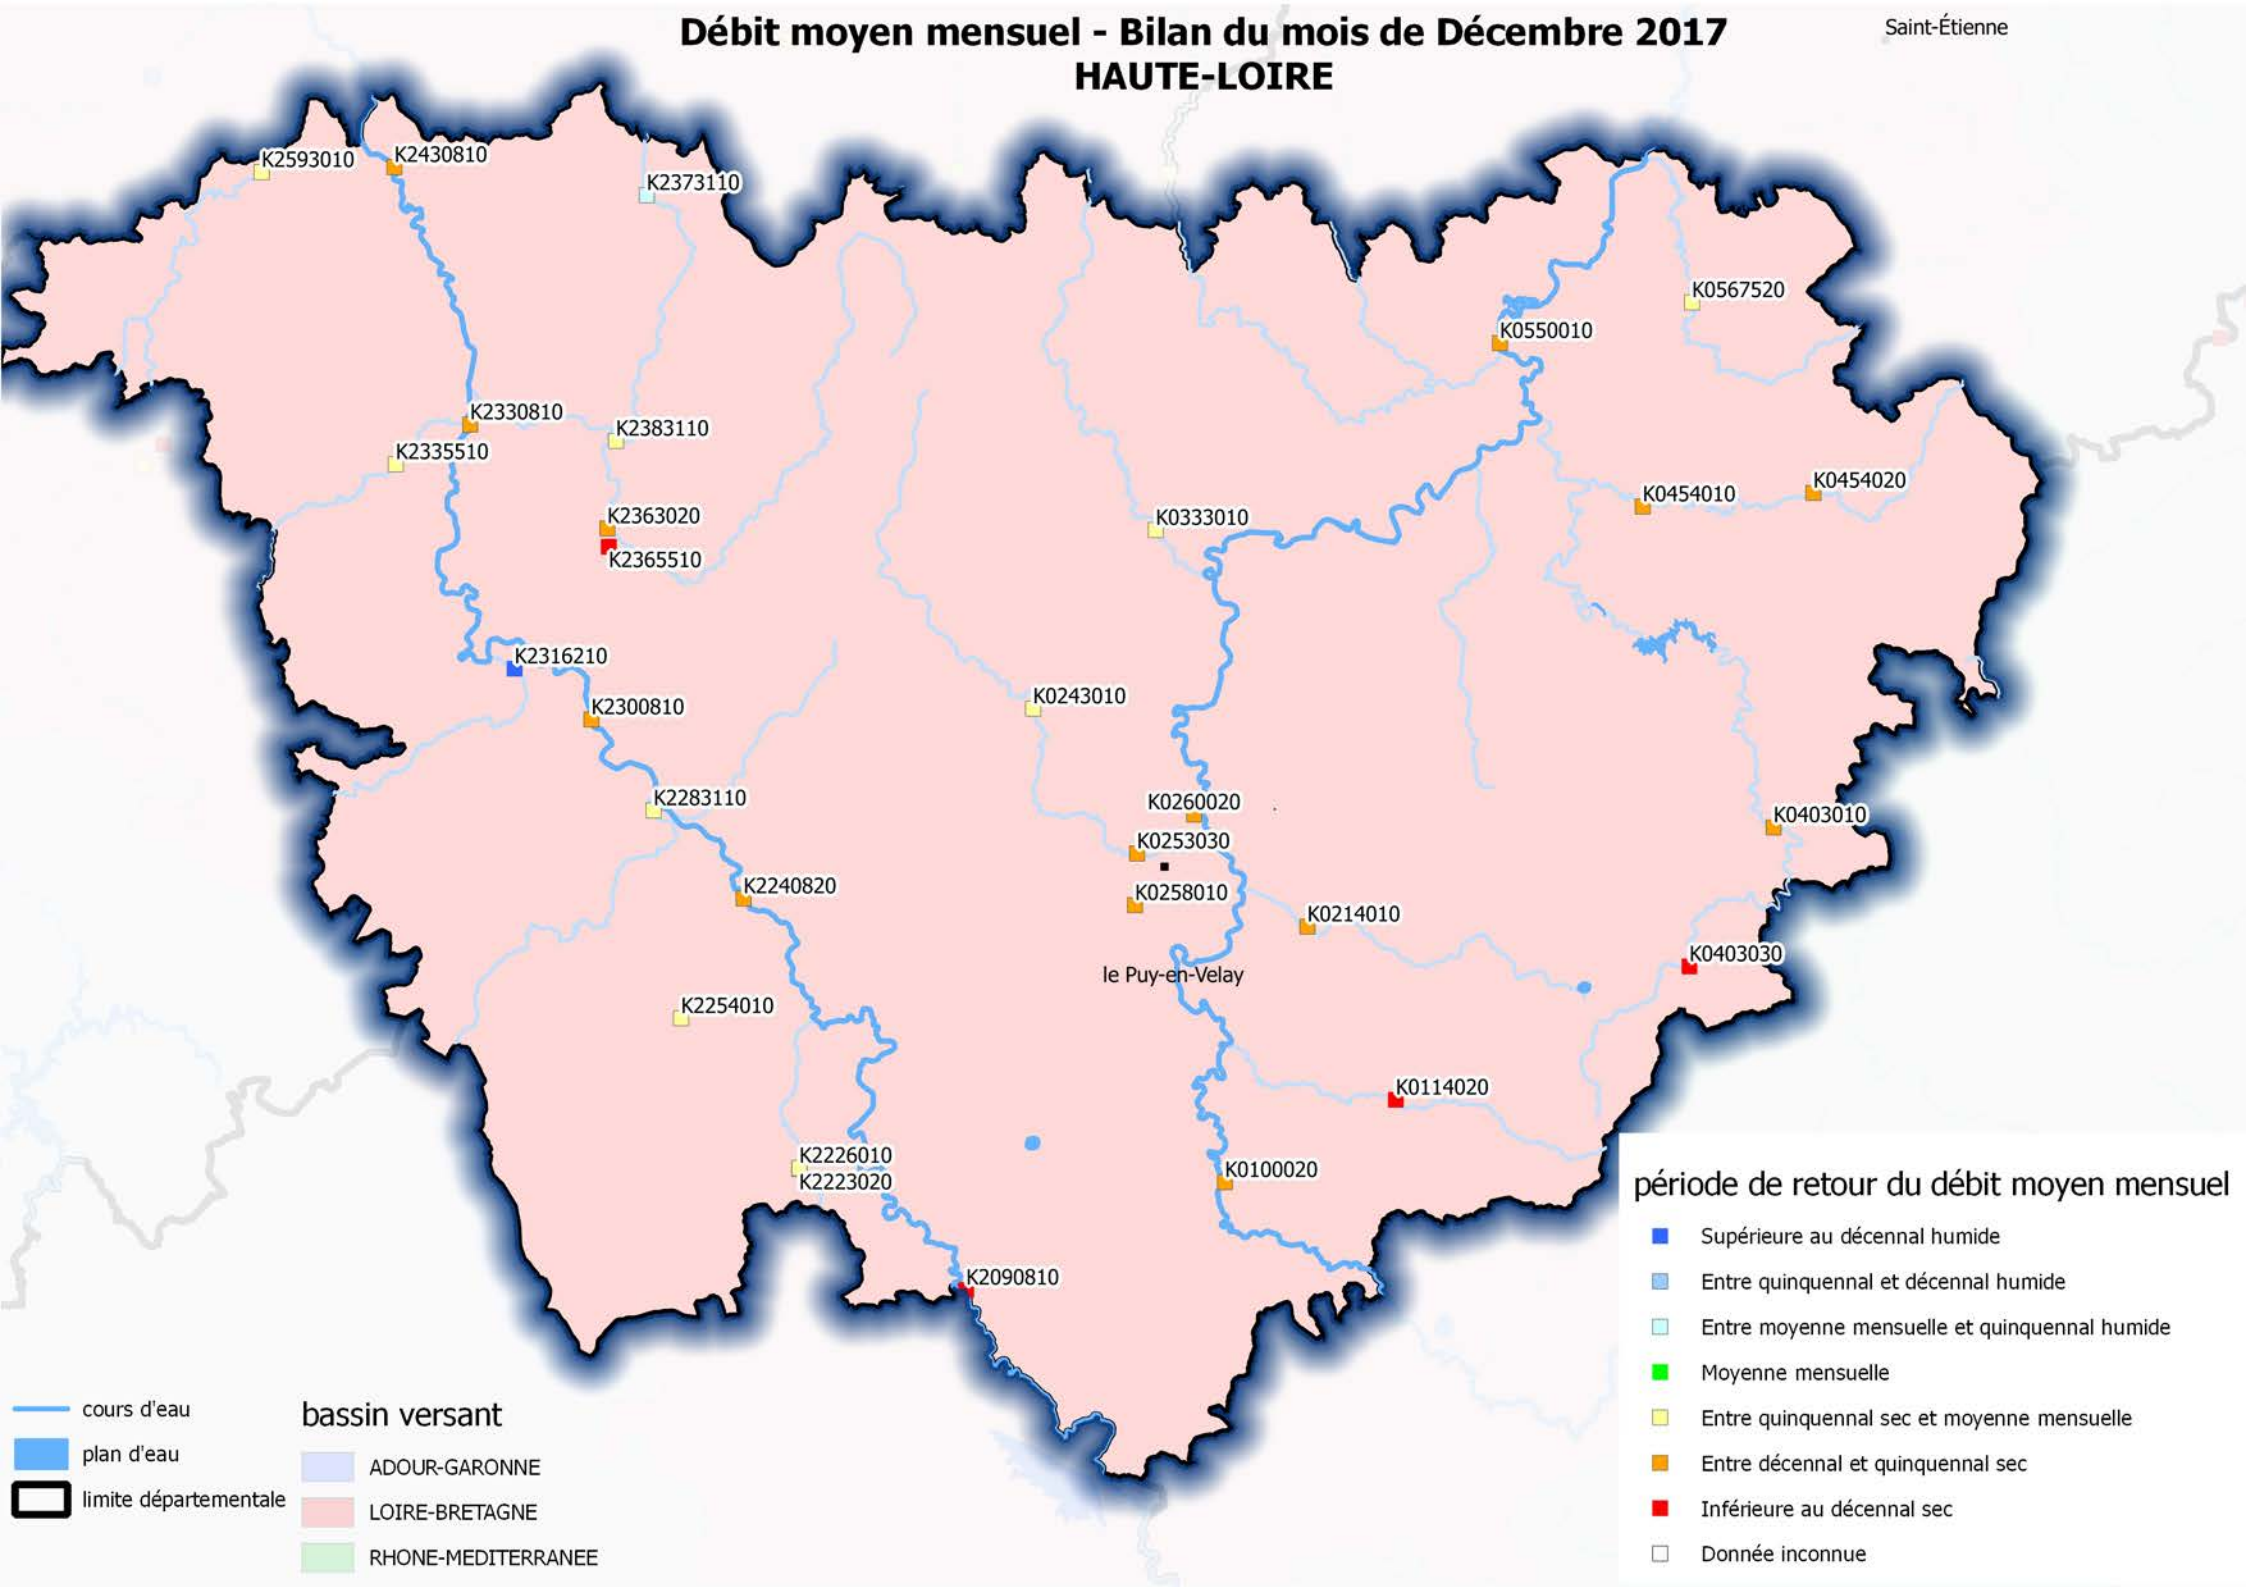 Débit moyen mensuel - Bilan du mois de Décembre 2017
HAUTE-LOIRE
Saint-Étienne
K2593010
K2430810
K2373110
K0567520
K0550010
K2330810
K2383110
K2335510
K0454020
K0454010
K2363020
K0333010
K2365510
K2316210
K0243010
K2300810
K2283110
K0260020
K0403010
K0253030
K2240820
K0258010
K0214010
K0403030
le Puy-en-Velay
K2254010
K0114020
K2226010
K0100020
K2223020
K2090810
période de retour du débit moyen mensuel
Supérieure au décennal humide
Entre quinquennal et décennal humide
Entre moyenne mensuelle et quinquennal humide
Moyenne mensuelle
Entre quinquennal sec et moyenne mensuelle
Entre décennal et quinquennal sec
Inférieure au décennal sec
Donnée inconnue
cours d'eau
plan d'eau
limite départementale
bassin versant
ADOUR-GARONNE
LOIRE-BRETAGNE
RHONE-MEDITERRANEE